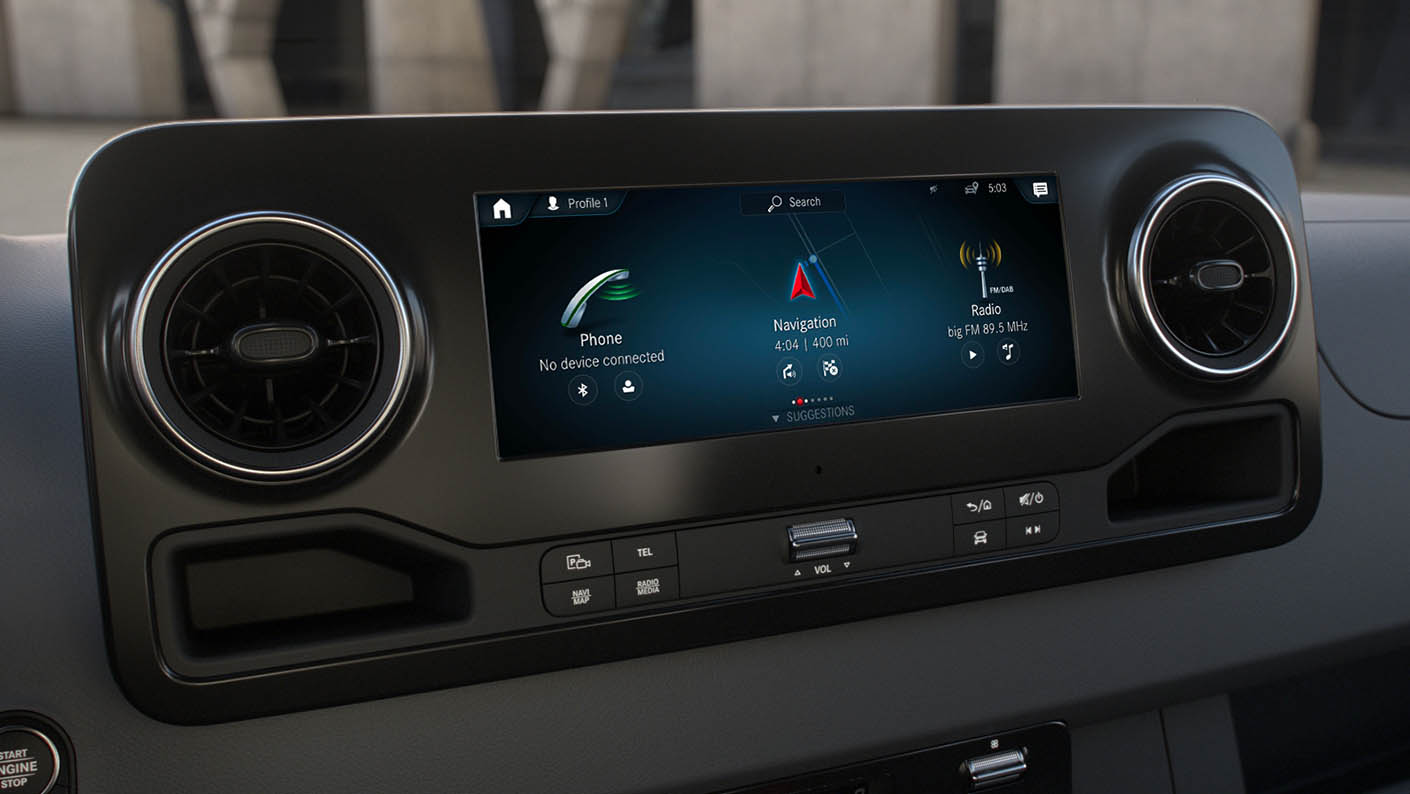 Profile 1
Search
5:03
Phone
No device connected
Navigation
4:04 | 400 mi
FM/DAB
Radio
big FM 89.5 MHz
▼ SUGGESTIONS
P
TEL
NAVI
MAP
RADIO
MEDIA
VOL
START
ENGINE
STOP